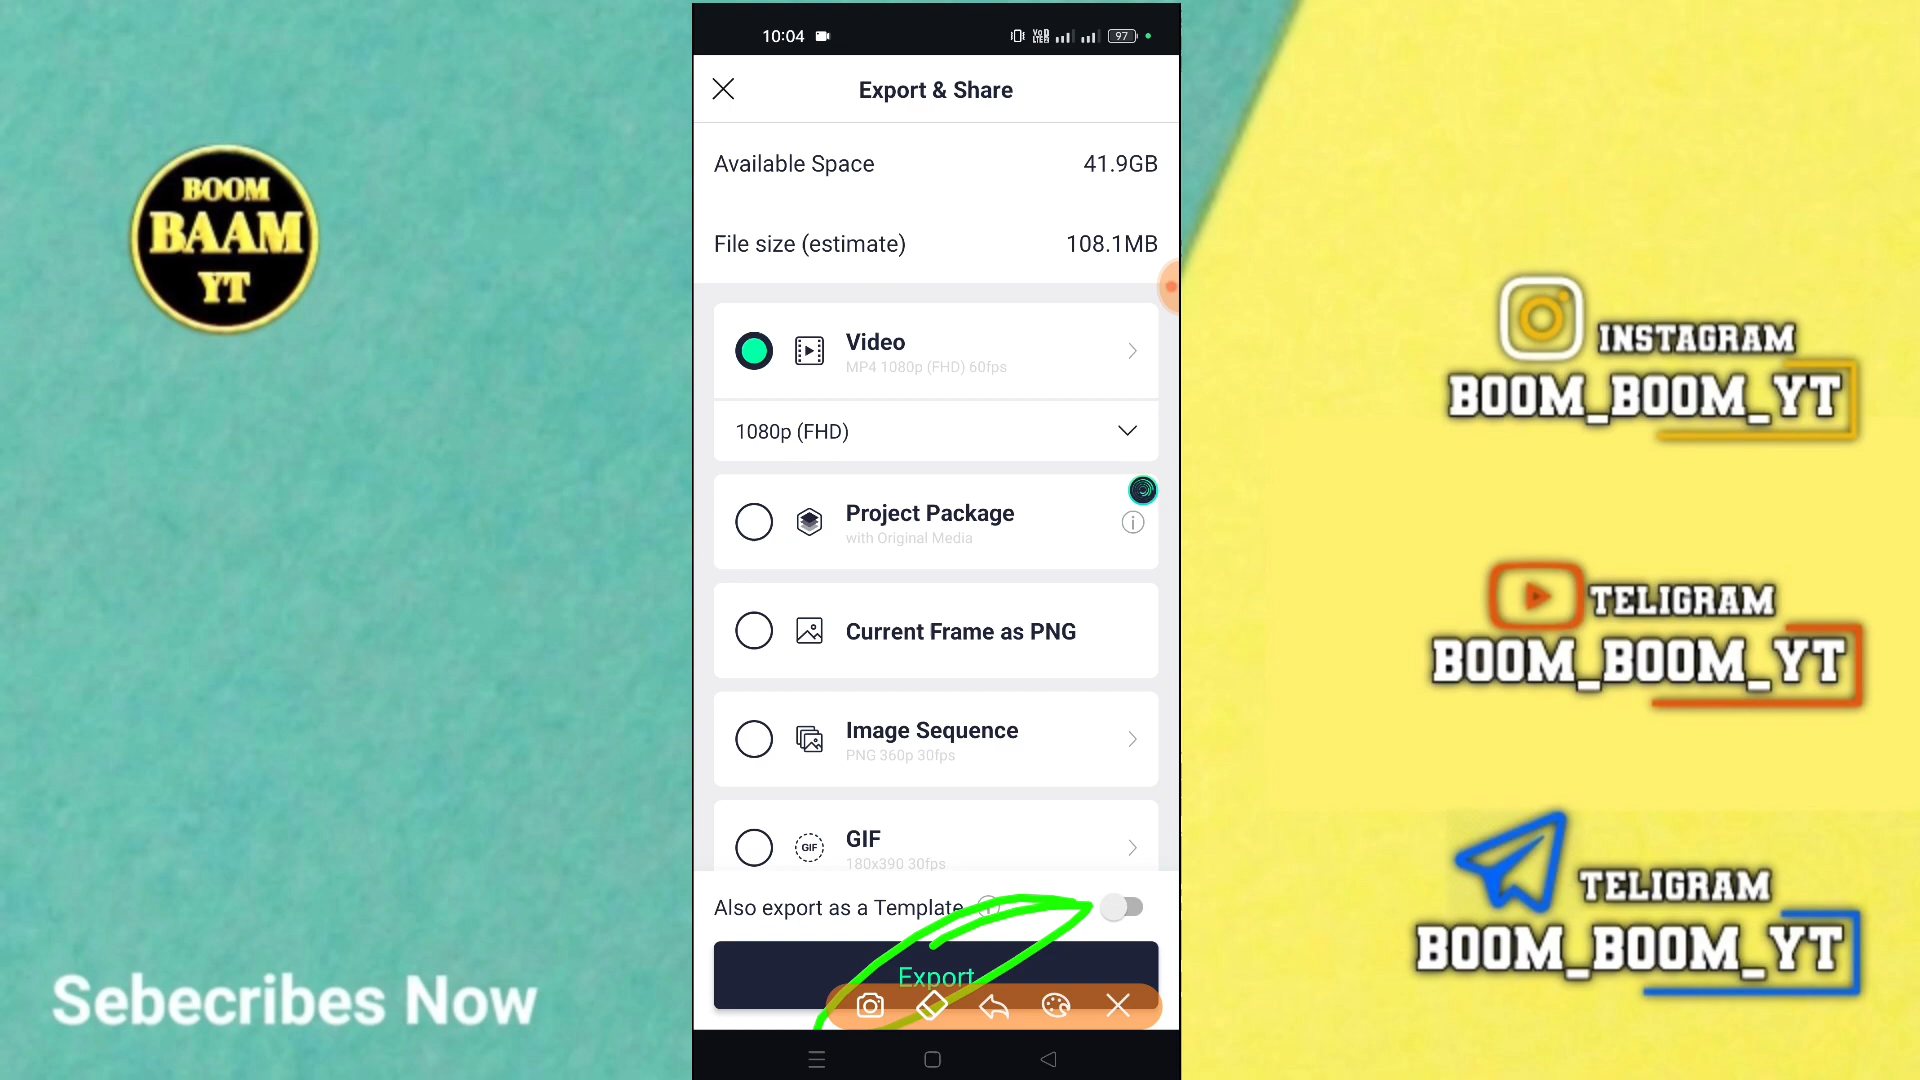 BOOM
BAAM
YT
Sebecribes Now
10:04
Vo
LTE
97
Export & Share
Available Space 41.9GB
File size (estimate) 108.1MB
Video
MP4 1080p (FHD) 60fps
1080p (FHD)
Project Package
with Original Media
Current Frame as PNG
Image Sequence
PNG 360p 30fps
GIF
GIF
180x390 30fps
Also export as a Template
Export
INSTAGRAM
BOOM_BOOM_YT
TELIGRAM
BOOM_BOOM_YT
TELIGRAM
BOOM_BOOM_YT